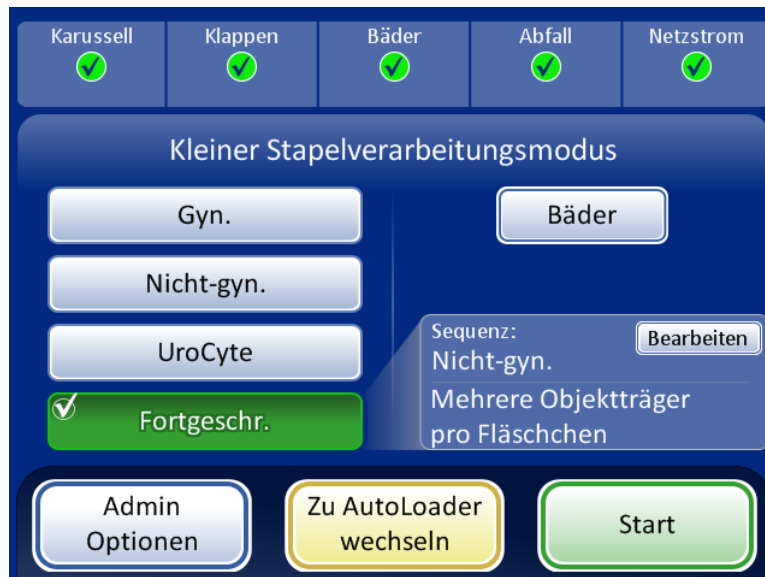 Karussell
Klappen
Bäder
Abfall
Netzstrom
Kleiner Stapelverarbeitungsmodus
Gyn.
Bäder
Nicht-gyn.
UroCyte
Sequenz:
Bearbeiten
Nicht-gyn.
Fortgeschr.
Mehrere Objektträger
pro Fläschchen
Admin
Optionen
Zu AutoLoader
wechseln
Start